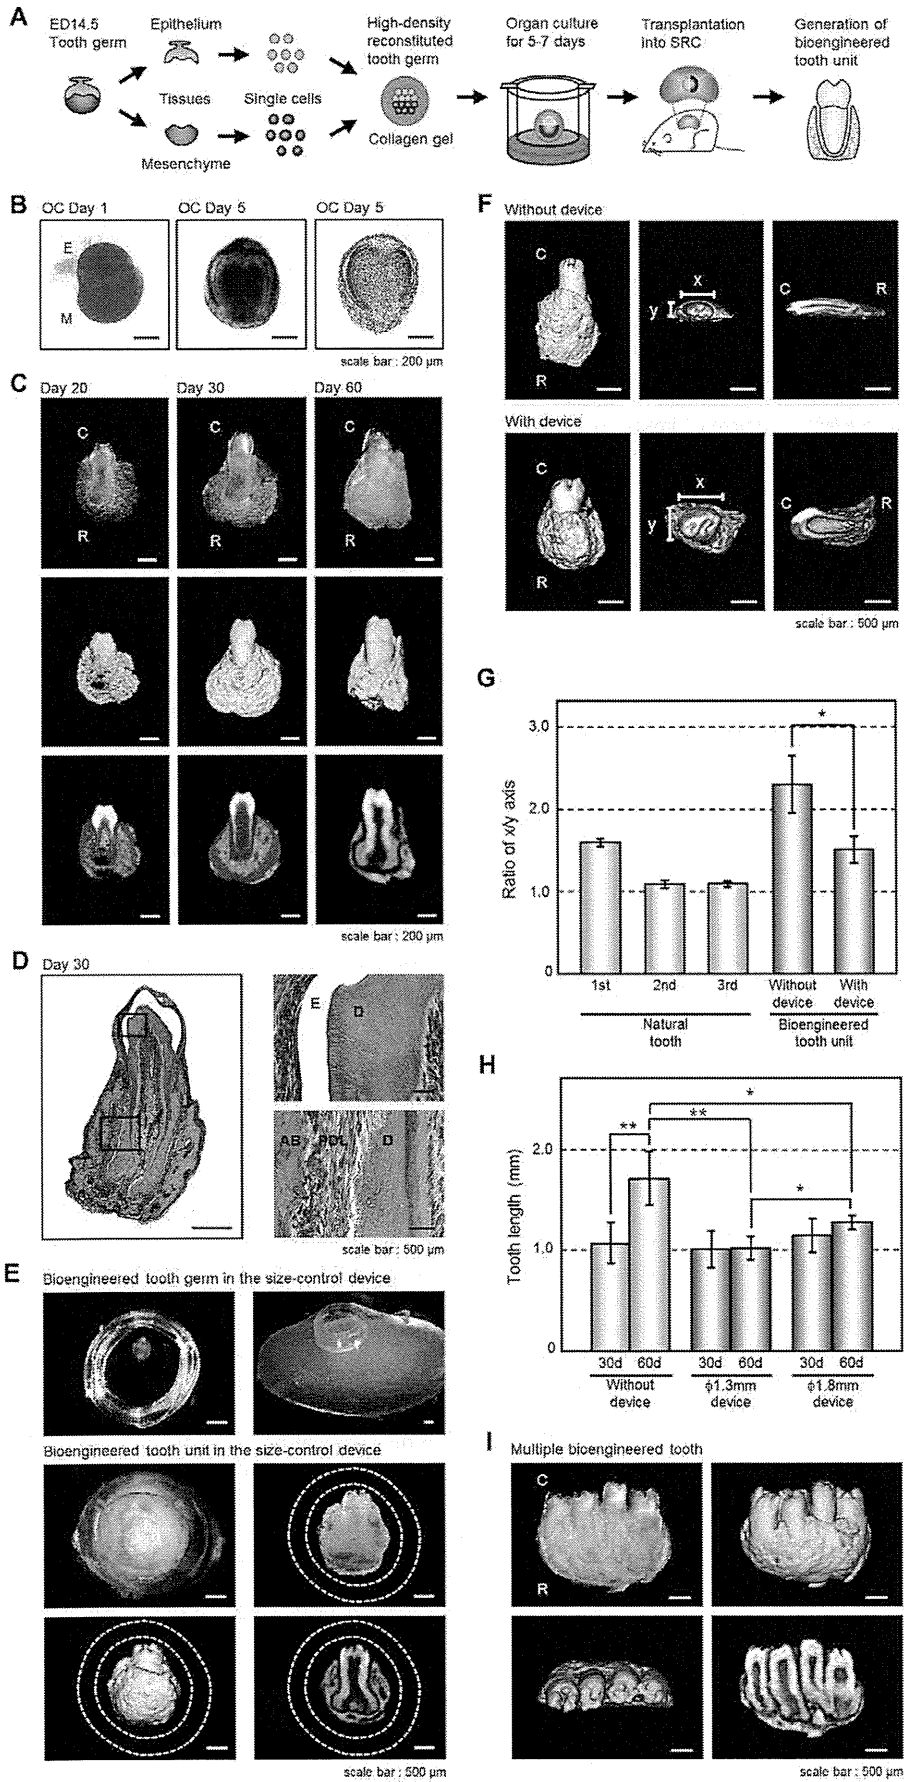 A
ED14.5
Tooth germ
Epithelium
Tissues
Mesenchyme
Single cells
High-density
reconstituted
tooth germ
Collagen gel
Organ culture
for 5-7 days
Transplantation
into SRC
Generation of
bioengineered
tooth unit
B
OC Day 1
OC Day 5
OC Day 5
E
M
scale bar : 200 µm
C
Day 20
Day 30
Day 60
C
C
C
R
R
R
scale bar : 200 µm
D
Day 30
E
D
AB
PDL
D
scale bar : 500 µm
E
Bioengineered tooth germ in the size-control device
Bioengineered tooth unit in the size-control device
scale bar : 500 µm
F
Without device
C
R
x
y
C
R
With device
C
R
x
y
C
R
scale bar : 500 µm
G
Ratio of x/y axis
3.0
2.0
1.0
0
*
1st
2nd
3rd
Without
device
With
device
Natural
tooth
Bioengineered
tooth unit
H
Tooth length (mm)
2.0
1.0
0
**
**
*
*
30d 60d
30d 60d
30d 60d
Without
device
ϕ1.3mm
device
ϕ1.8mm
device
I
Multiple bioengineered tooth
C
R
scale bar : 500 µm